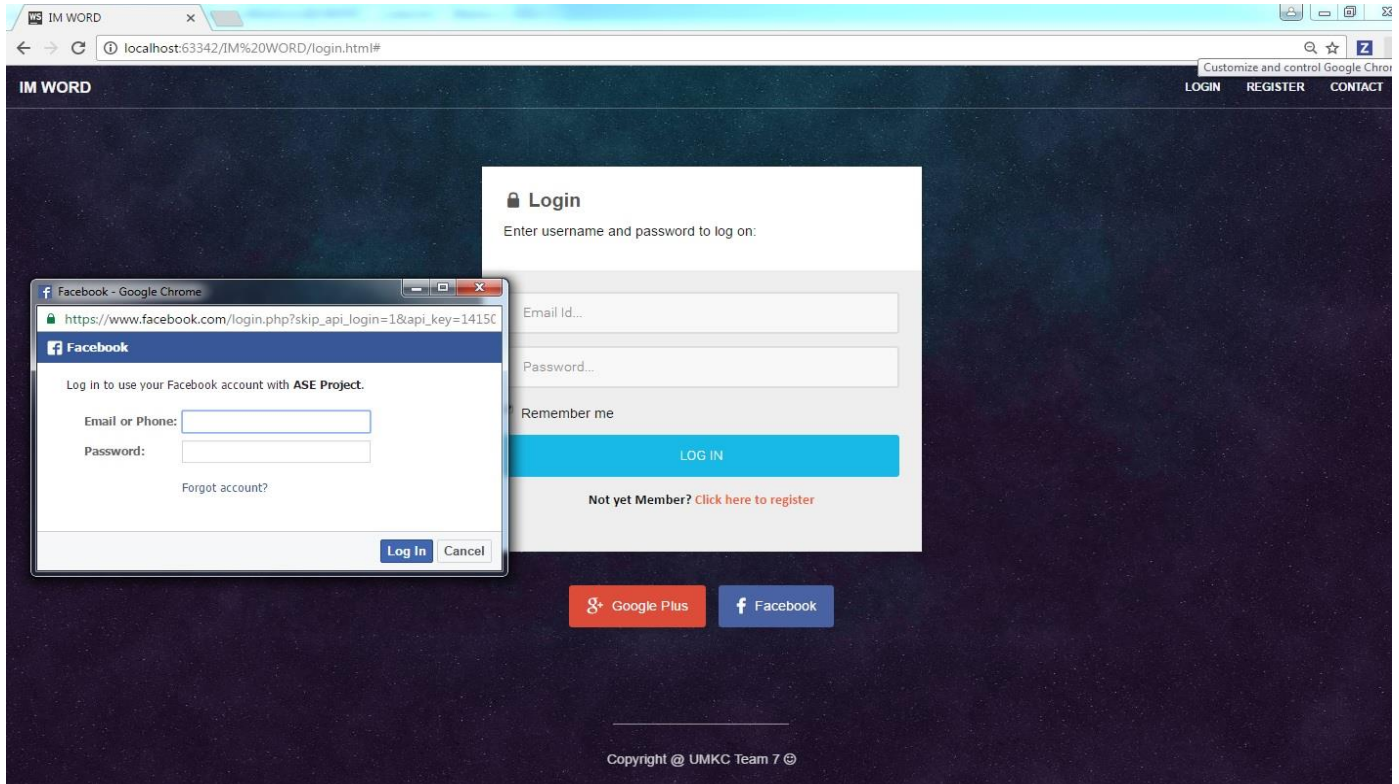 IM WORD
localhost:63342/IM%20WORD/login.html#
Customize and control Google Chro
IM WORD
LOGIN REGISTER CONTACT
Login
Enter username and password to log on:
Email Id...
Password...
Remember me
LOG IN
Not yet Member? Click here to register
Facebook - Google Chrome
https://www.facebook.com/login.php?skip_api_login=1&api_key=1415
Facebook
Log in to use your Facebook account with ASE Project.
Email or Phone:
Password:
Forgot account?
Log In Cancel
Google Plus Facebook
Copyright @ UMKC Team 7 ☺